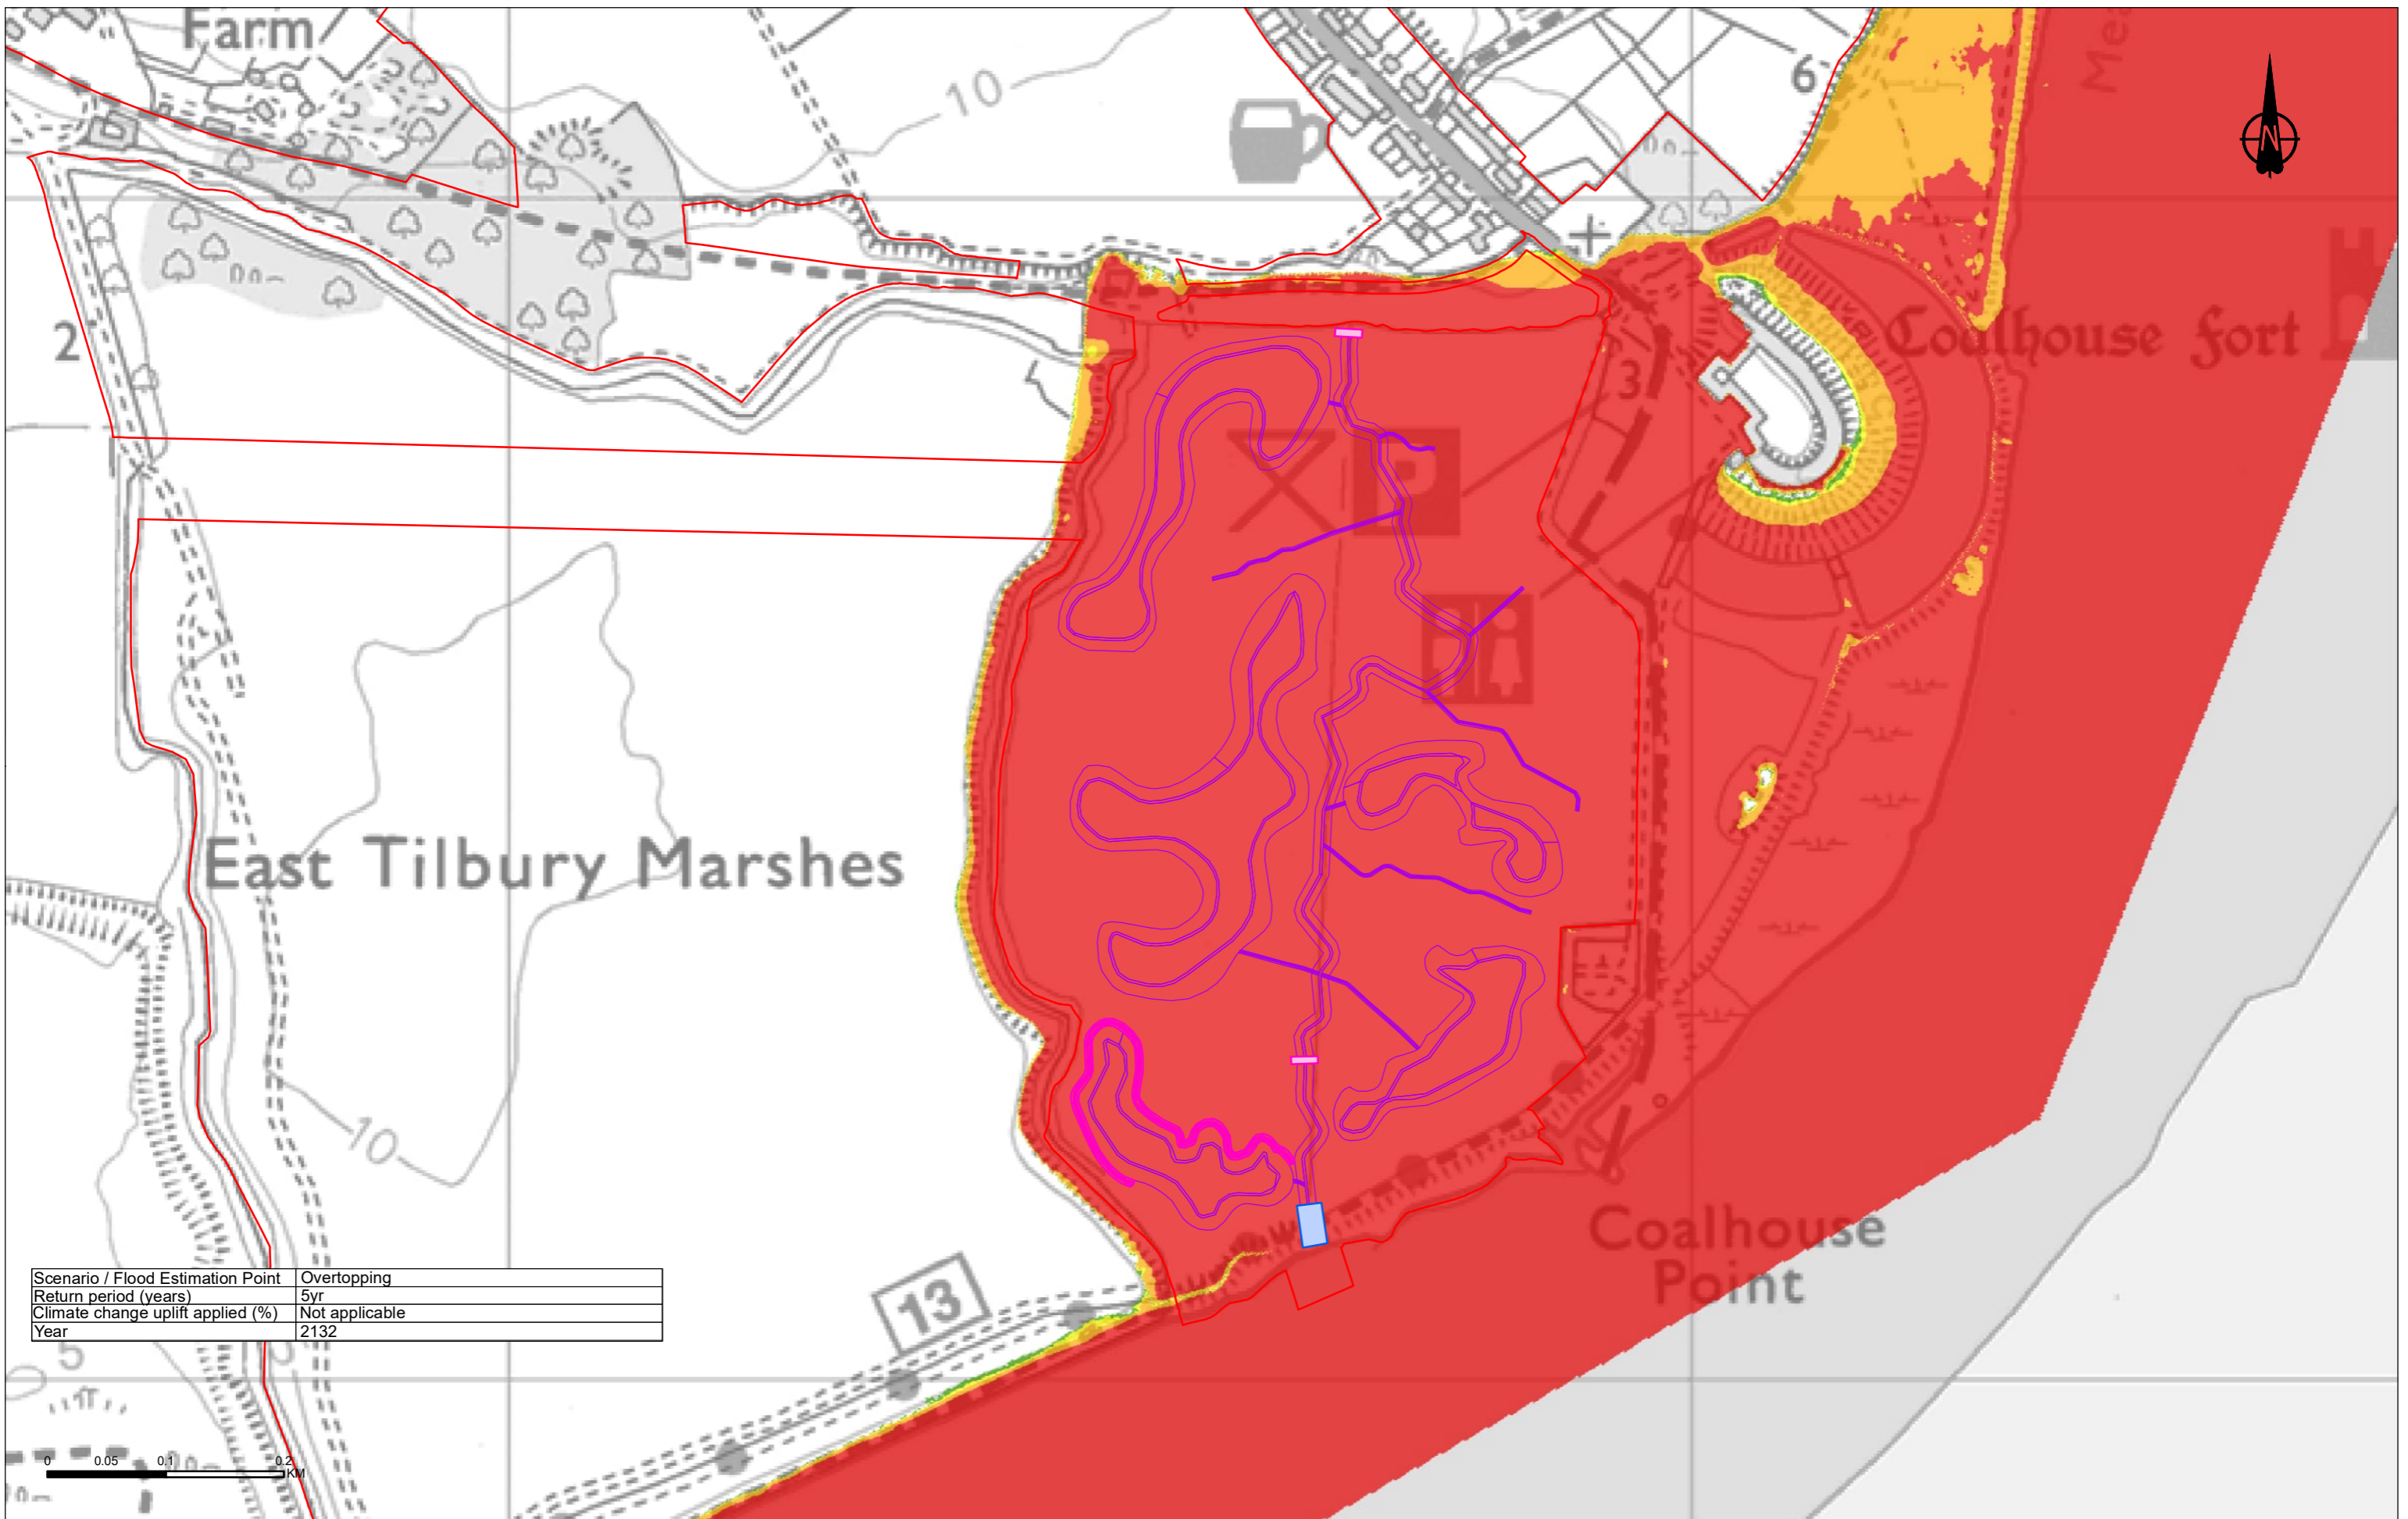 Farm
10
6
Mea
N
2
3
Coalhouse Fort
P
East Tilbury Marshes
10
Coalhouse
Point
13
Scenario / Flood Estimation Point Overtopping
Return period (years) 5yr
Climate change uplift applied (%) Not applicable
Year 2132
5
0 0.05 0.1 0.2
KM